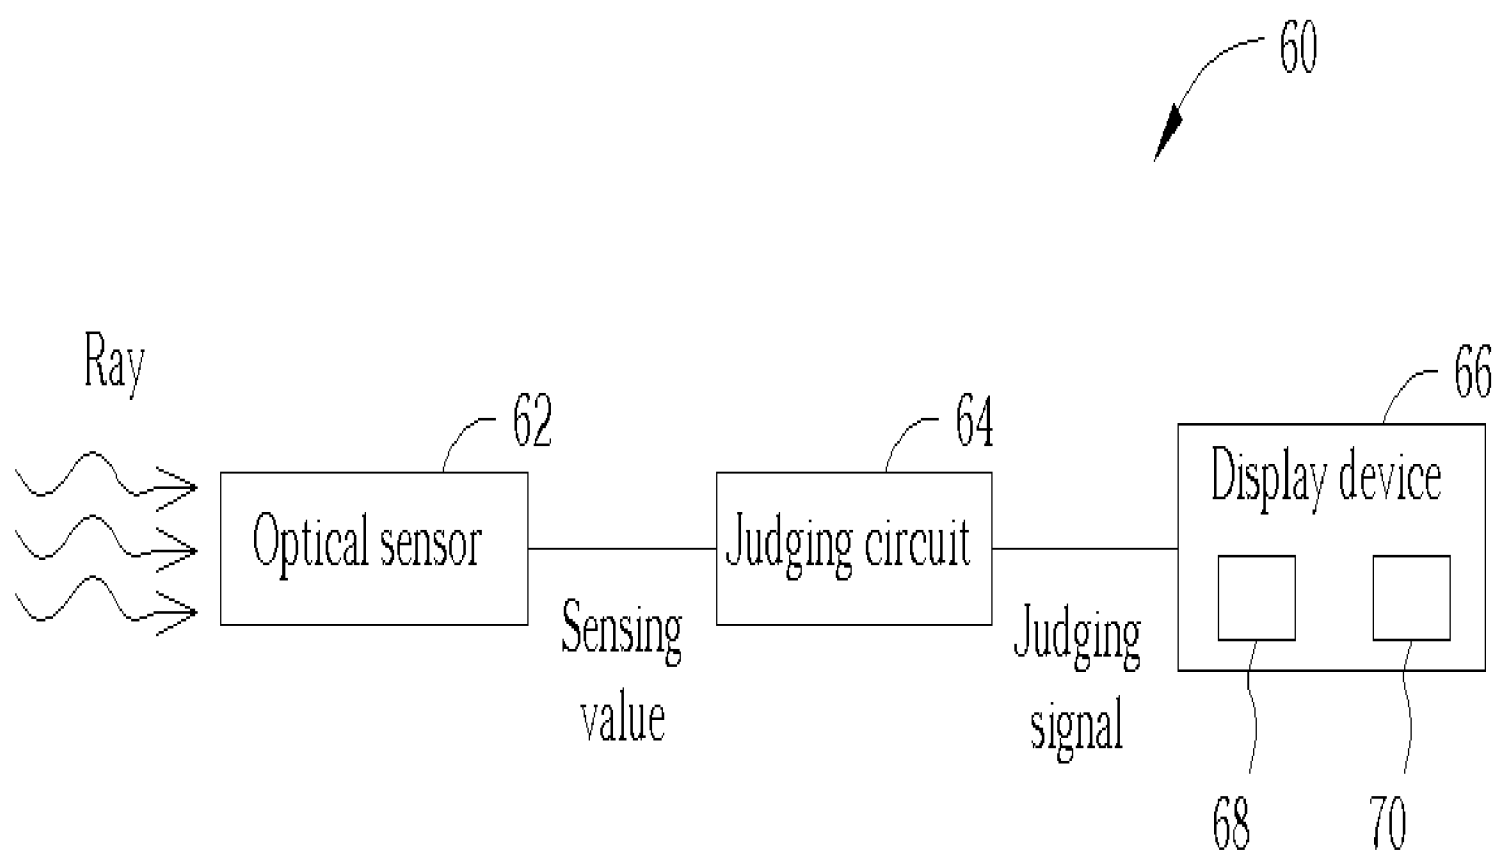 60
Ray
66
62
64
Display device
Optical sensor
Judging circuit
Sensing
value
Judging
signal
68
70